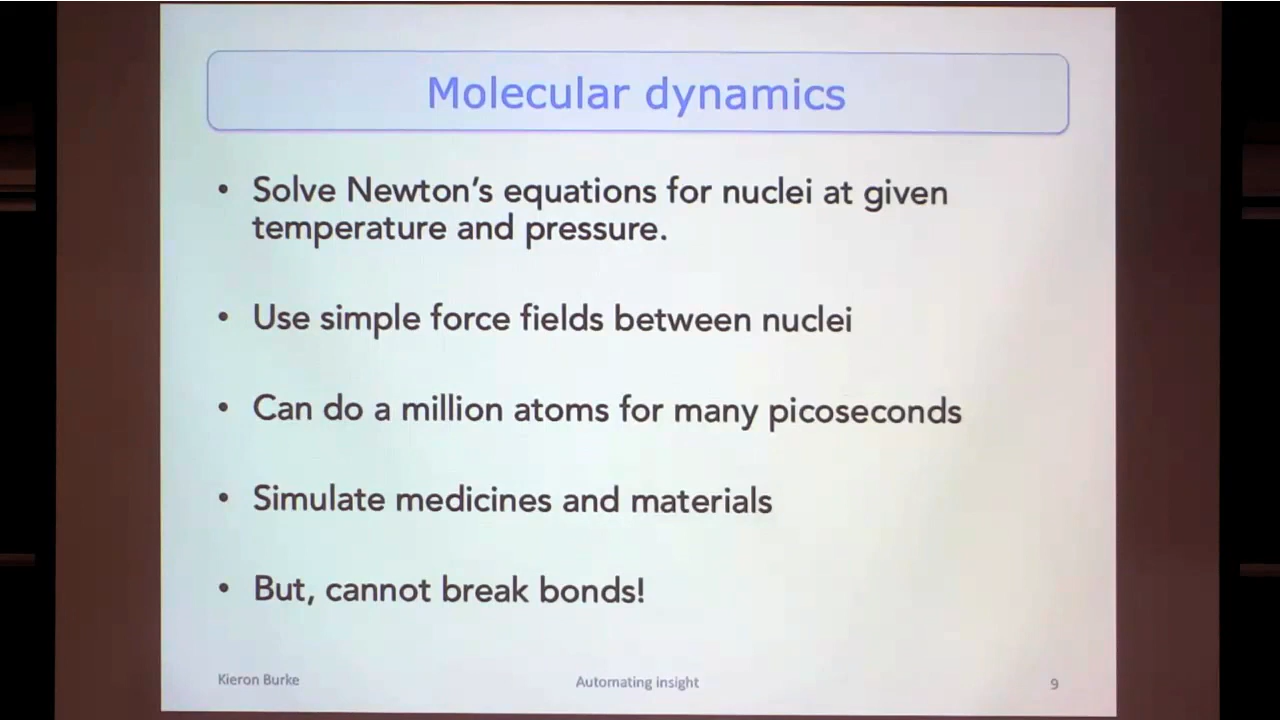 Molecular dynamics
• Solve Newton's equations for nuclei at given
temperature and pressure.
• Use simple force fields between nuclei
• Can do a million atoms for many picoseconds
• Simulate medicines and materials
• But, cannot break bonds!
Kieron Burke
Automating insight
9